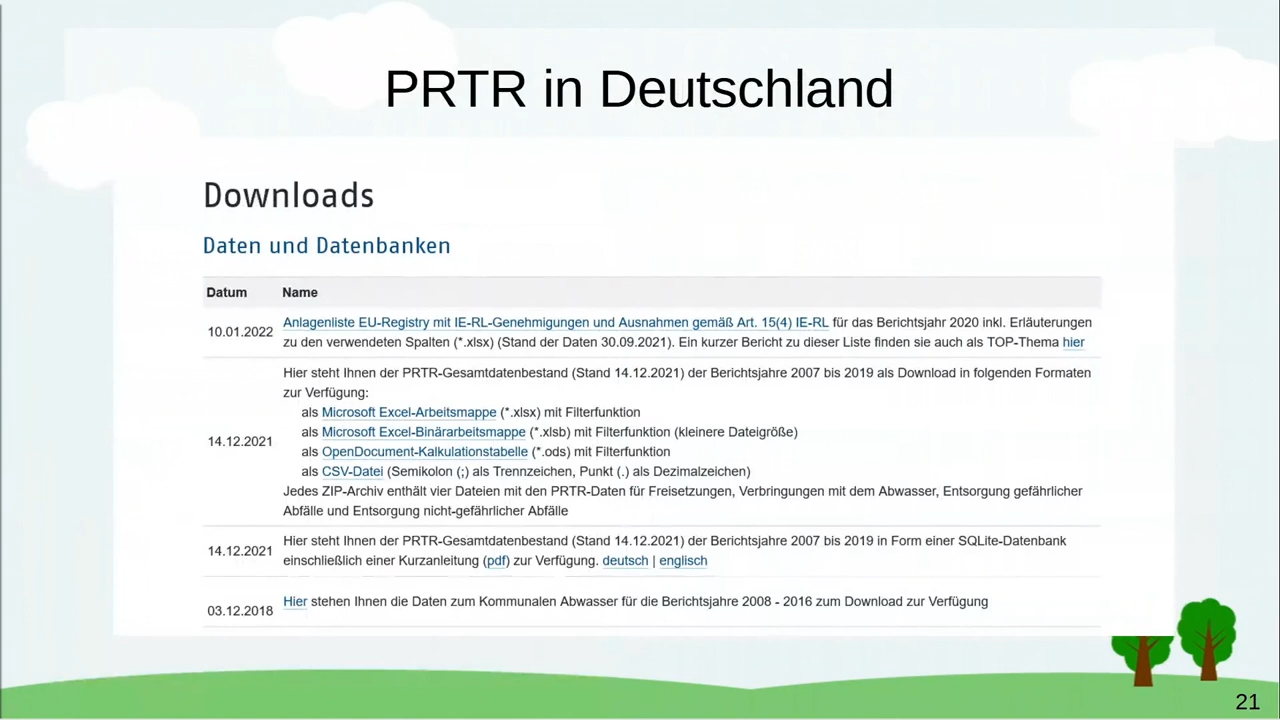 PRTR in Deutschland
Downloads
Daten und Datenbanken
Datum Name
10.01.2022
Anlagenliste EU-Registry mit IE-RL-Genehmigungen und Ausnahmen gemäß Art. 15(4) IE-RL für das Berichtsjahr 2020 inkl. Erläuterungen
zu den verwendeten Spalten (*.xlsx) (Stand der Daten 30.09.2021). Ein kurzer Bericht zu dieser Liste finden sie auch als TOP-Thema hier
14.12.2021
Hier steht Ihnen der PRTR-Gesamtdatenbestand (Stand 14.12.2021) der Berichtsjahre 2007 bis 2019 als Download in folgenden Formaten
zur Verfügung:
als Microsoft Excel-Arbeitsmappe (*.xlsx) mit Filterfunktion
als Microsoft Excel-Binärarbeitsmappe (*.xlsb) mit Filterfunktion (kleinere Dateigröße)
als OpenDocument-Kalkulationstabelle (*.ods) mit Filterfunktion
als CSV-Datei (Semikolon (;) als Trennzeichen, Punkt (.) als Dezimalzeichen)
Jedes ZIP-Archiv enthält vier Dateien mit den PRTR-Daten für Freisetzungen, Verbringungen mit dem Abwasser, Entsorgung gefährlicher
Abfälle und Entsorgung nicht-gefährlicher Abfälle
14.12.2021
Hier steht Ihnen der PRTR-Gesamtdatenbestand (Stand 14.12.2021) der Berichtsjahre 2007 bis 2019 in Form einer SQLite-Datenbank
einschließlich einer Kurzanleitung (pdf) zur Verfügung. deutsch | englisch
03.12.2018
Hier stehen Ihnen die Daten zum Kommunalen Abwasser für die Berichtsjahre 2008 - 2016 zum Download zur Verfügung
21